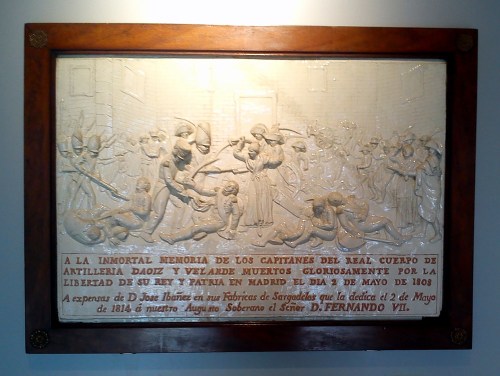 A LA INMORTAL MEMORIA DE LOS CAPITANES DEL REAL CUERPO DE
ARTILLERIA DAOIZ Y VELARDE MUERTOS GLORIOSAMENTE POR LA
LIBERTAD DE SU REY Y PATRIA EN MADRID EL DIA 2 DE MAYO DE 1808
A expensas de D. Jose Ibáñez en sus Fabricas de Sargadelos que la dedica el 2 de Mayo
de 1814 á nuestro Augusto Soberano el Señor D. FERNANDO VII.